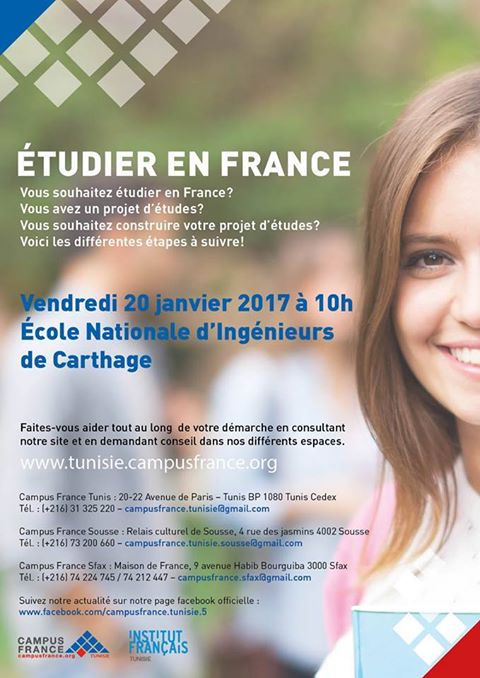 ÉTUDIER EN FRANCE
Vous souhaitez étudier en France?
Vous avez un projet d'études?
Vous souhaitez construire votre projet d'études?
Voici les différentes étapes à suivre!
Vendredi 20 janvier 2017 à 10h
École Nationale d'Ingénieurs
de Carthage
Faites-vous aider tout au long de votre démarche en consultant
notre site et en demandant conseil dans nos différents espaces.
www.tunisie.campusfrance.org
Campus France Tunis : 20-22 Avenue de Paris – Tunis BP 1080 Tunis Cedex
Tél. : (+216) 31 325 220 – campusfrance.tunisie@gmail.com
Campus France Sousse : Relais culturel de Sousse, 4 rue des jasmins 4002 Sousse
Tél. : (+216) 73 200 660 – campusfrance.tunisie.sousse@gmail.com
Campus France Sfax : Maison de France, 9 avenue Habib Bourguiba 3000 Sfax
Tél. : (+216) 74 224 745 / 74 212 447 – campusfrance.sfax@gmail.com
Suivez notre actualité sur notre page facebook officielle :
www.facebook.com/campusfrance.tunisie.5
CAMPUS
FRANCE
campusfrance.org
TUNISIE
INSTITUT
FRANÇAIS
TUNISIE